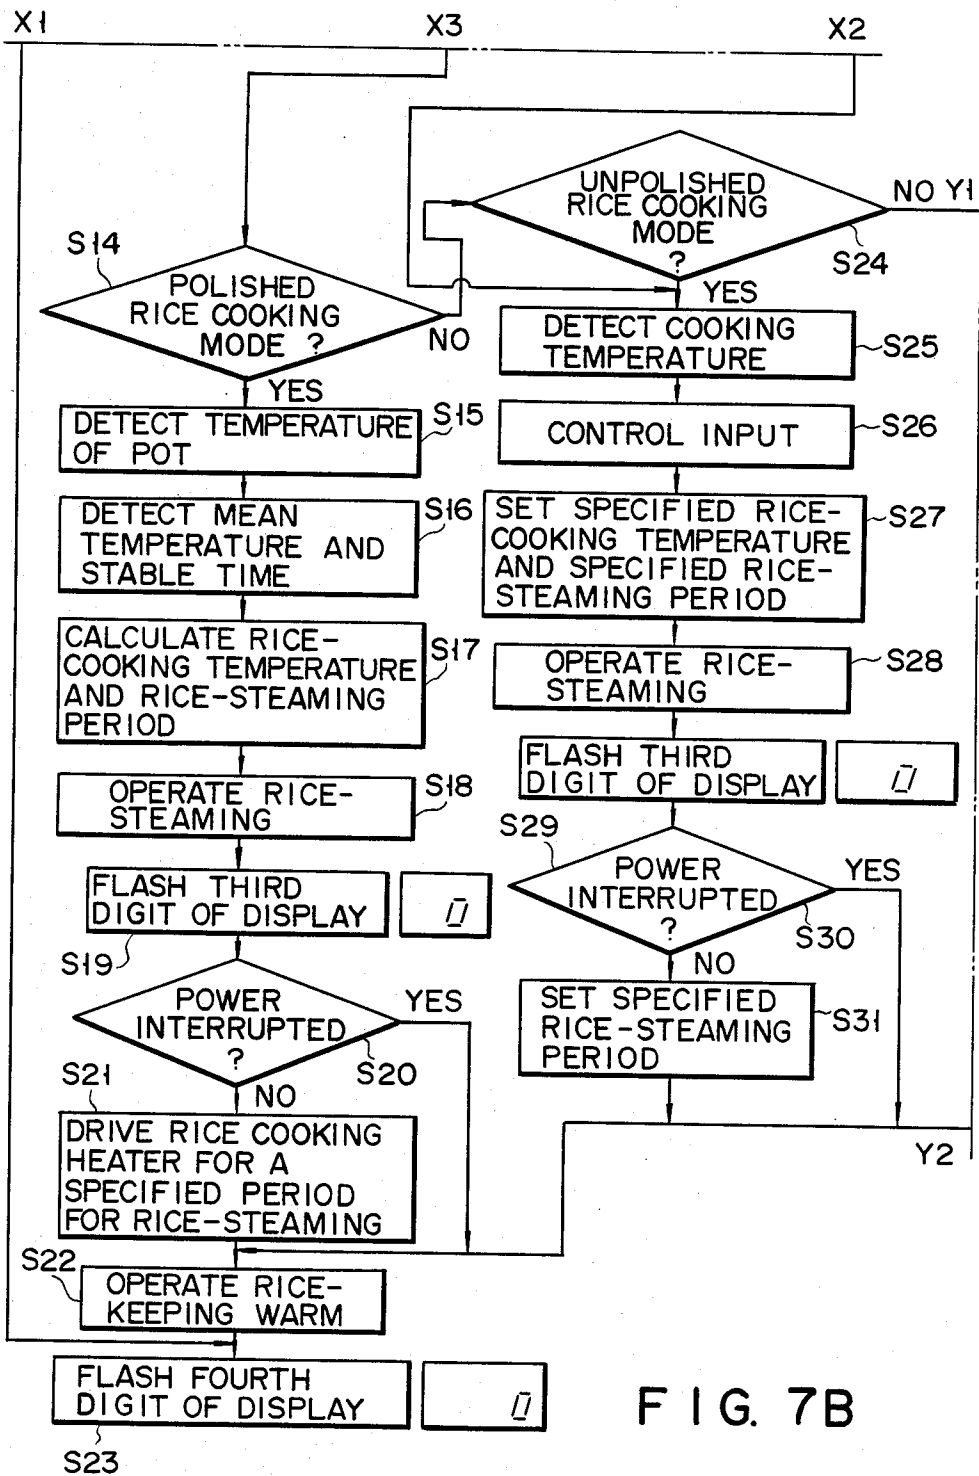 X1
X3
X2
S14
POLISHED
RICE COOKING
MODE ?
NO
YES
DETECT TEMPERATURE
OF POT
S15
DETECT MEAN
TEMPERATURE AND
STABLE TIME
S16
CALCULATE RICE-
COOKING TEMPERATURE
AND RICE-STEAMING
PERIOD
S17
OPERATE RICE-
STEAMING
S18
FLASH THIRD
DIGIT OF DISPLAY
0
S19
POWER
INTERRUPTED
?
YES
S20
NO
S21
DRIVE RICE COOKING
HEATER FOR A
SPECIFIED PERIOD
FOR RICE-STEAMING
S22
OPERATE RICE-
KEEPING WARM
FLASH FOURTH
DIGIT OF DISPLAY
0
S23
UNPOLISHED
RICE COOKING
MODE
?
NO Y1
S24
YES
DETECT COOKING
TEMPERATURE
S25
CONTROL INPUT
S26
SET SPECIFIED RICE-
COOKING TEMPERATURE
AND SPECIFIED RICE-
STEAMING PERIOD
S27
OPERATE RICE-
STEAMING
S28
FLASH THIRD
DIGIT OF DISPLAY
0
S29
POWER
INTERRUPTED
?
YES
S30
NO
SET SPECIFIED
RICE-STEAMING
PERIOD
S31
Y2
FIG. 7B